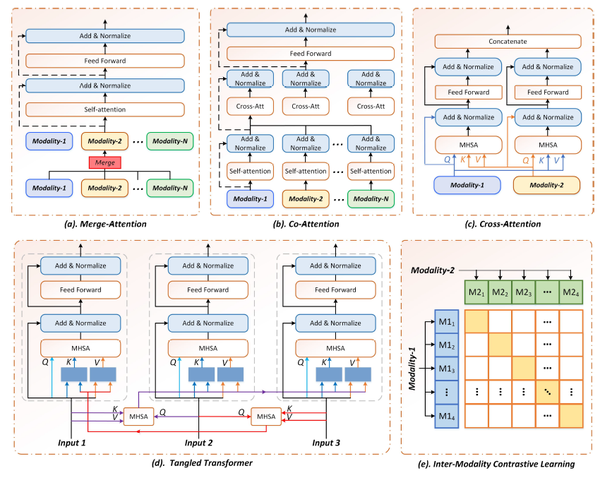 Add & Normalize
Feed Forward
Add & Normalize
Self-attention
Modality-1 Modality-2 ... Modality-N
Merge
Modality-1 Modality-2 ... Modality-N
(a). Merge-Attention
Add & Normalize
Feed Forward
Add & Normalize Add & Normalize Add & Normalize
Cross-Att Cross-Att Cross-Att
Add & Normalize Add & Normalize ... Add & Normalize
Self-attention Self-attention ... Self-attention
Modality-1 Modality-2 ... Modality-N
(b). Co-Attention
Concatenate
Add & Normalize Add & Normalize
Feed Forward Feed Forward
Add & Normalize Add & Normalize
MHSA MHSA
Q K V Q K V
Modality-1 Modality-2
(c). Cross-Attention
Add & Normalize Add & Normalize Add & Normalize
Feed Forward Feed Forward Feed Forward
Add & Normalize Add & Normalize Add & Normalize
MHSA MHSA MHSA
Q K V Q K V Q K V
K V MHSA Q Q MHSA K V
Input 1 Input 2 Input 3
(d). Tangled Transformer
Modality-2
M2₁ M2₂ M2₃ ... M2₄
Modality-1
M1₁ ...
M1₂ ...
M1₃ ...
⋮ ⋮ ⋮ ⋮ ⋱ ⋮
M1₄ ...
(e). Inter-Modality Contrastive Learning